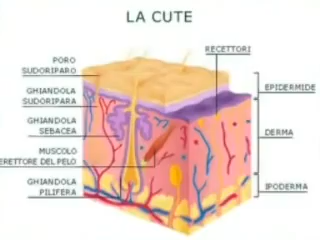 LA CUTE
PORO
SUDORIPARO
GHIANDOLA
SUDORIPARA
GHIANDOLA
SEBACEA
MUSCOLO
ERETTORE DEL PELO
GHIANDOLA
PILIFERA
RECETTORI
EPIDERMIDE
DERMA
IPODERMA